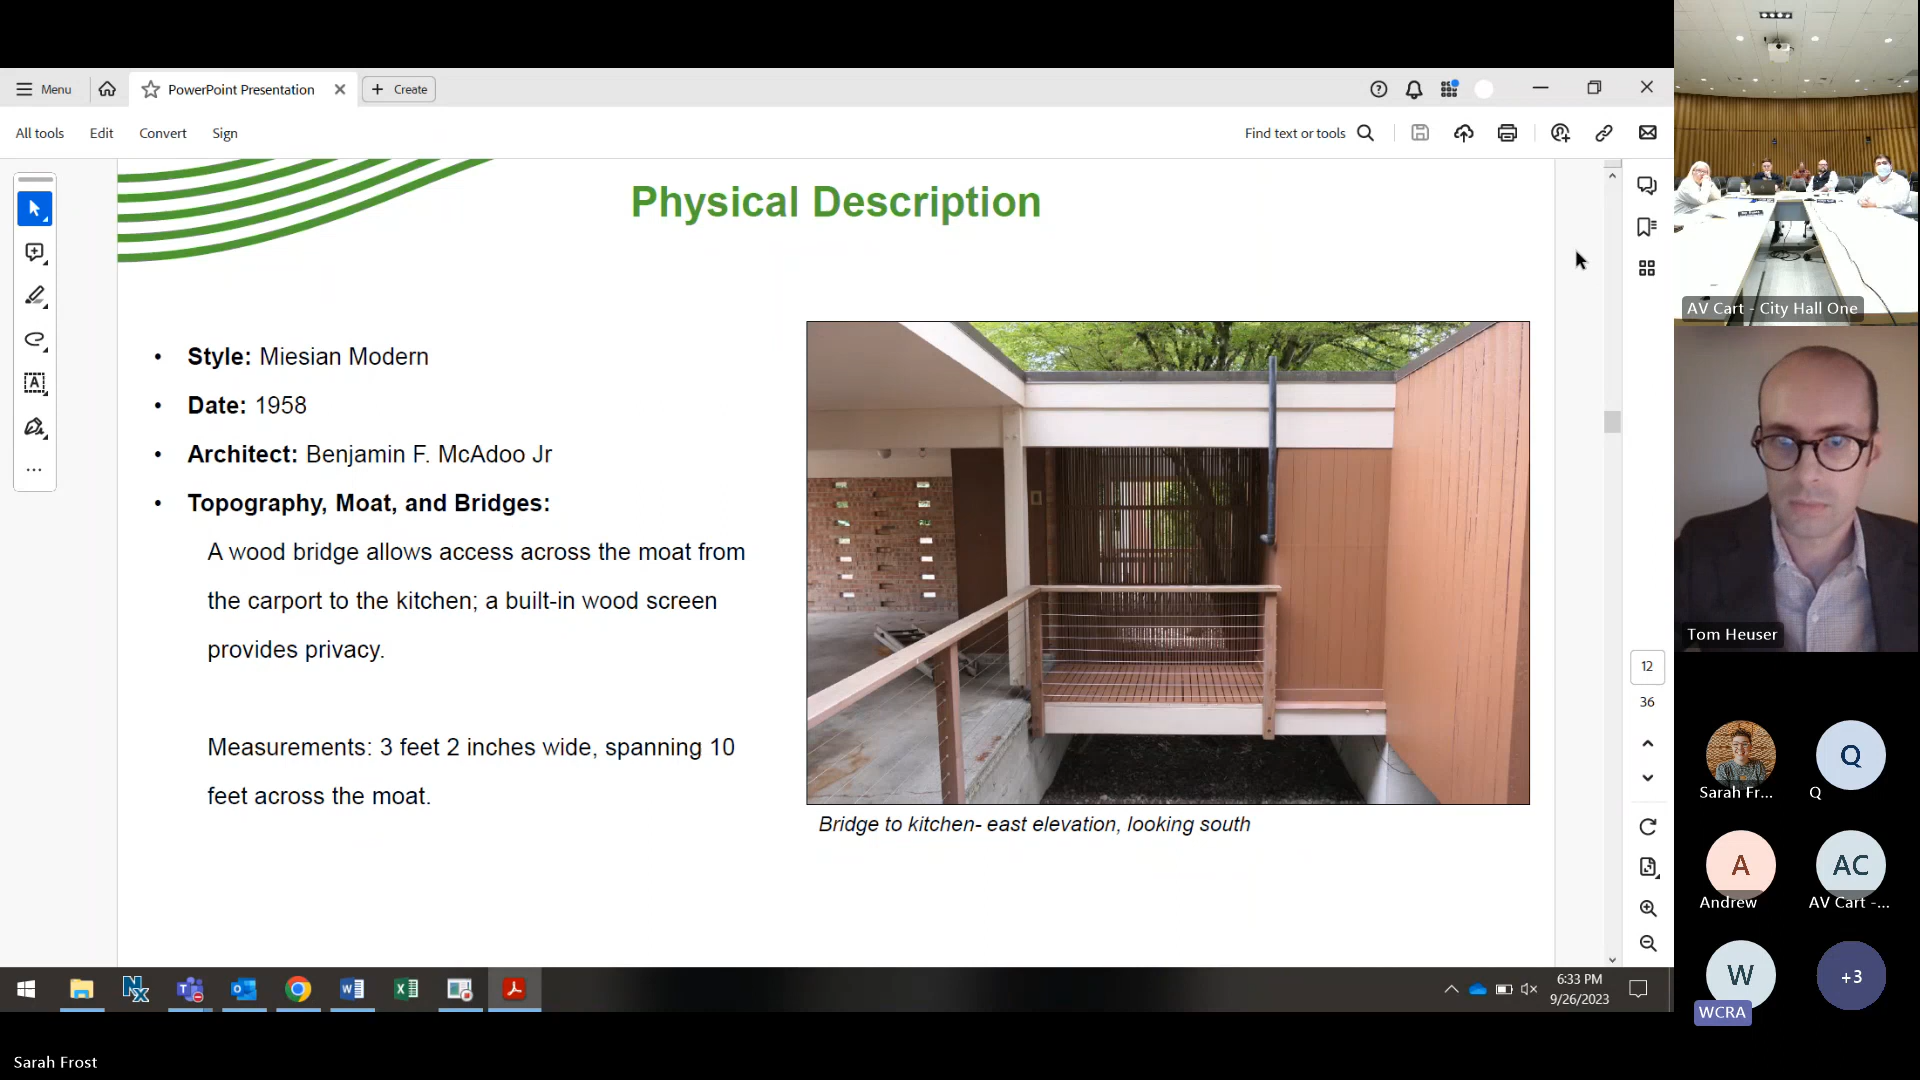 Menu
PowerPoint Presentation
Create
All tools
Edit
Convert
Sign
Find text or tools
Physical Description
• Style: Miesian Modern
• Date: 1958
• Architect: Benjamin F. McAdoo Jr
• Topography, Moat, and Bridges:
A wood bridge allows access across the moat from
the carport to the kitchen; a built-in wood screen
provides privacy.
Measurements: 3 feet 2 inches wide, spanning 10
feet across the moat.
Bridge to kitchen- east elevation, looking south
12
36
6:33 PM
9/26/2023
Sarah Frost
AV Cart - City Hall One
Tom Heuser
Sarah Fr...
Q
Q
A
Andrew
AC
AV Cart -...
W
WCRA
+3